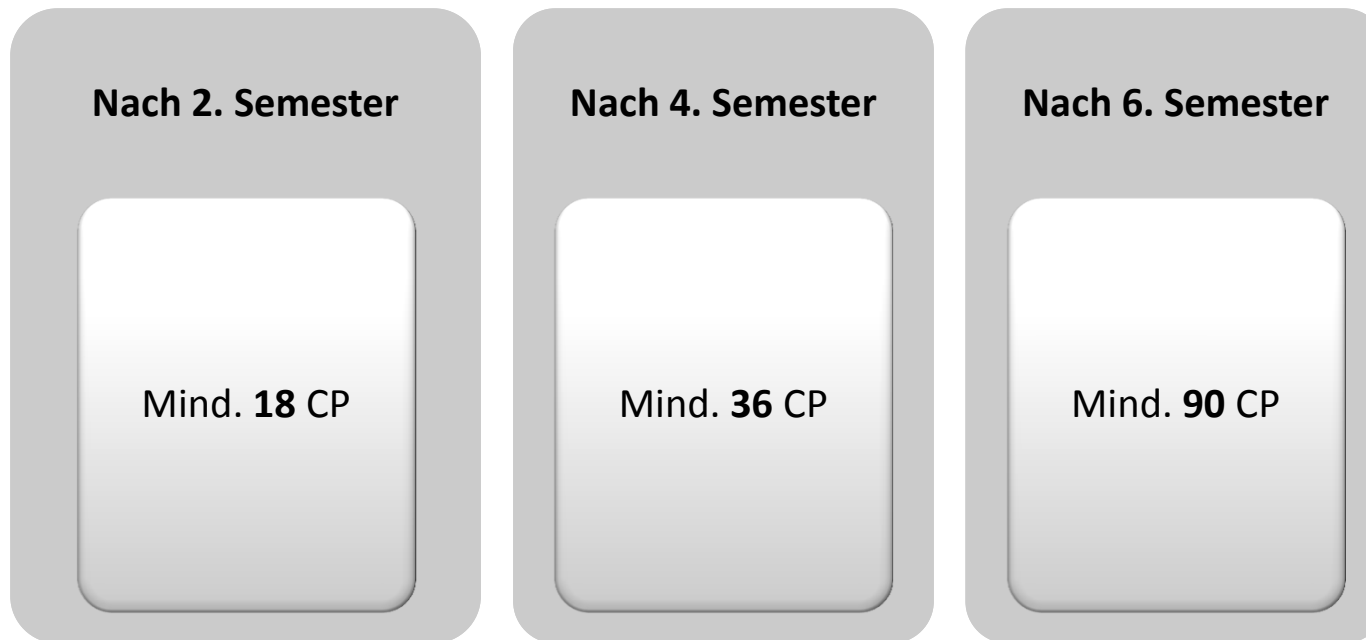 Nach 2. Semester
Mind. 18 CP
Nach 4. Semester
Mind. 36 CP
Nach 6. Semester
Mind. 90 CP